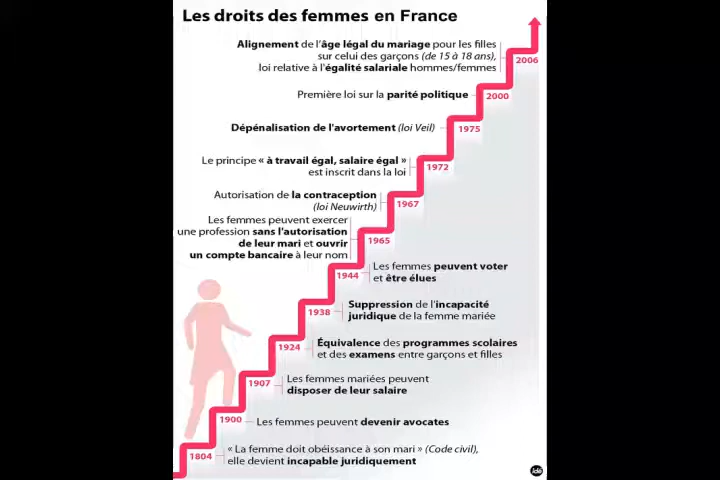 Les droits des femmes en France
Alignement de l'âge légal du mariage pour les filles
sur celui des garçons (de 15 à 18 ans),
loi relative à l'égalité salariale hommes/femmes
2006
Première loi sur la parité politique
2000
Dépénalisation de l'avortement (loi Veil)
1975
Le principe « à travail égal, salaire égal »
est inscrit dans la loi
1972
Autorisation de la contraception
(loi Neuwirth)
1967
Les femmes peuvent exercer
une profession sans l'autorisation
de leur mari et ouvrir
un compte bancaire à leur nom
1965
1944
Les femmes peuvent voter
et être élues
1938
Suppression de l'incapacité
juridique de la femme mariée
1924
Équivalence des programmes scolaires
et des examens entre garçons et filles
1907
Les femmes mariées peuvent
disposer de leur salaire
1900
Les femmes peuvent devenir avocates
1804
« La femme doit obéissance à son mari » (Code civil),
elle devient incapable juridiquement
idé